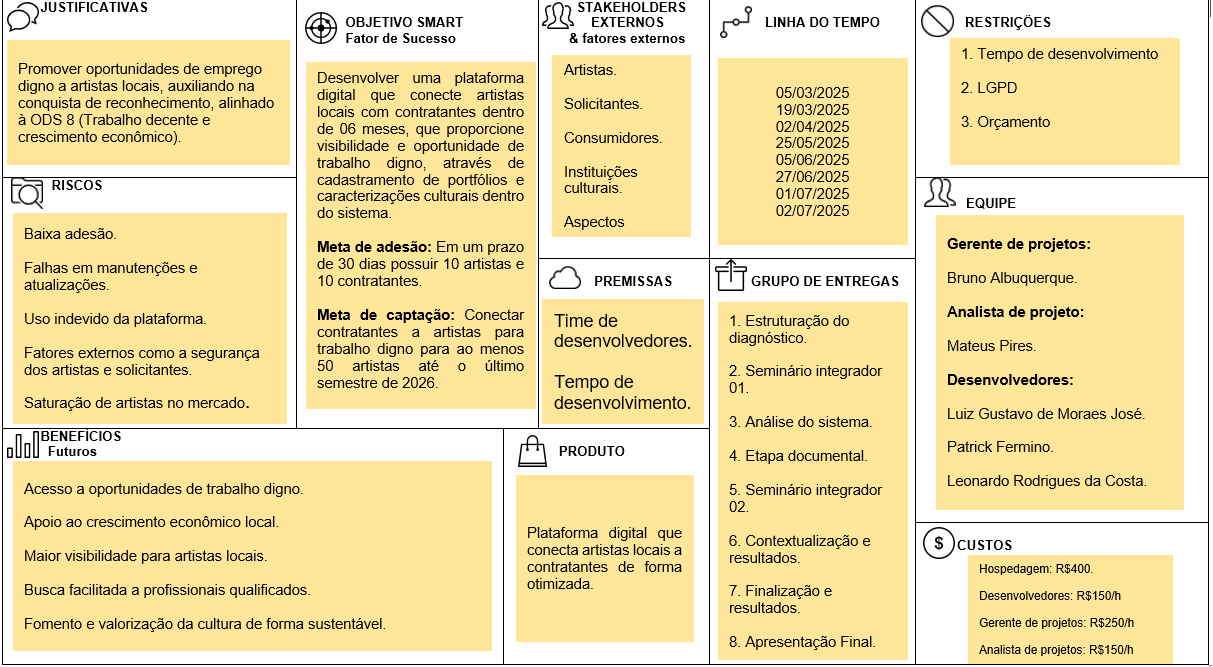 JUSTIFICATIVAS
Promover oportunidades de emprego
digno a artistas locais, auxiliando na
conquista de reconhecimento, alinhado
à ODS 8 (Trabalho decente e
crescimento econômico).
OBJETIVO SMART
Fator de Sucesso
Desenvolver uma plataforma
digital que conecte artistas
locais com contratantes dentro
de 06 meses, que proporcione
visibilidade e oportunidade de
trabalho digno, através de
cadastramento de portfólios e
caracterizações culturais dentro
do sistema.
Meta de adesão: Em um prazo
de 30 dias possuir 10 artistas e
10 contratantes.
Meta de captação: Conectar
contratantes a artistas para
trabalho digno para ao menos
50 artistas até o último
semestre de 2026.
STAKEHOLDERS
EXTERNOS
& fatores externos
Artistas.
Solicitantes.
Consumidores.
Instituições
culturais.
Aspectos
LINHA DO TEMPO
05/03/2025
19/03/2025
02/04/2025
25/05/2025
05/06/2025
27/06/2025
01/07/2025
02/07/2025
RESTRIÇÕES
1. Tempo de desenvolvimento
2. LGPD
3. Orçamento
RISCOS
Baixa adesão.
Falhas em manutenções e
atualizações.
Uso indevido da plataforma.
Fatores externos como a segurança
dos artistas e solicitantes.
Saturação de artistas no mercado.
PREMISSAS
Time de
desenvolvedores.
Tempo de
desenvolvimento.
GRUPO DE ENTREGAS
1. Estruturação do
diagnóstico.
2. Seminário integrador
01.
3. Análise do sistema.
4. Etapa documental.
5. Seminário integrador
02.
6. Contextualização e
resultados.
7. Finalização e
resultados.
8. Apresentação Final.
EQUIPE
Gerente de projetos:
Bruno Albuquerque.
Analista de projeto:
Mateus Pires.
Desenvolvedores:
Luiz Gustavo de Moraes José.
Patrick Fermino.
Leonardo Rodrigues da Costa.
BENEFÍCIOS
Futuros
Acesso a oportunidades de trabalho digno.
Apoio ao crescimento econômico local.
Maior visibilidade para artistas locais.
Busca facilitada a profissionais qualificados.
Fomento e valorização da cultura de forma sustentável.
PRODUTO
Plataforma digital que
conecta artistas locais a
contratantes de forma
otimizada.
$ CUSTOS
Hospedagem: R$400.
Desenvolvedores: R$150/h
Gerente de projetos: R$250/h
Analista de projetos: R$150/h